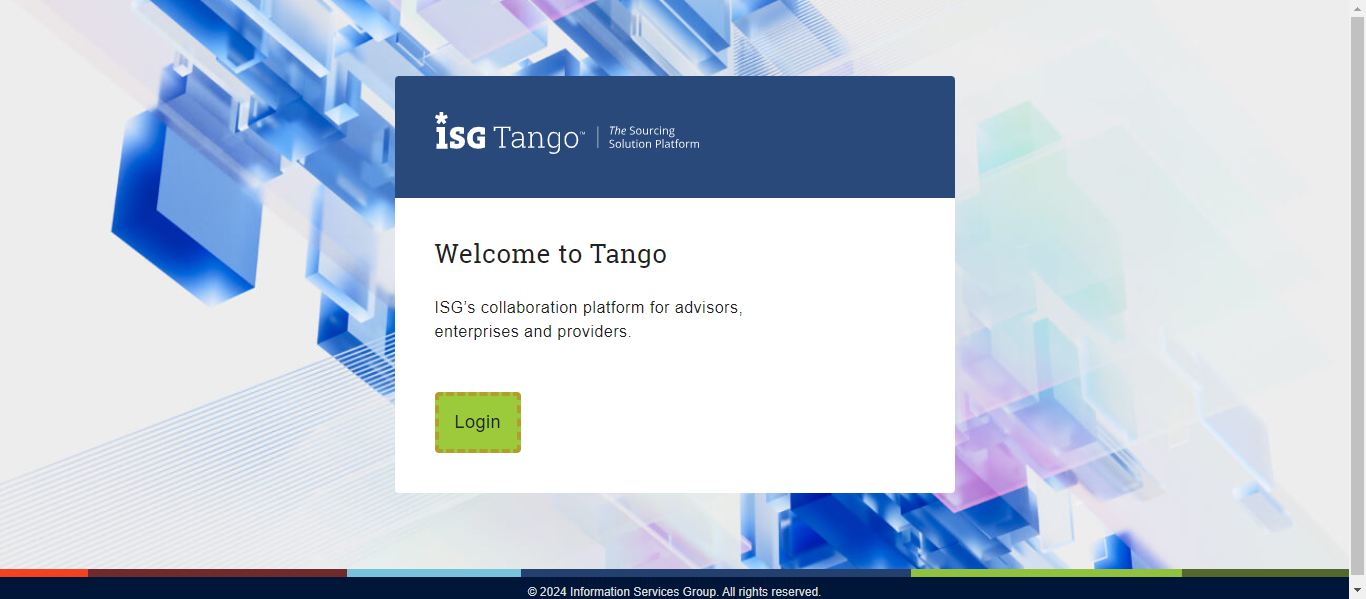 ISG Tango™ | The Sourcing
Solution Platform
Welcome to Tango
ISG’s collaboration platform for advisors,
enterprises and providers.
Login
© 2024 Information Services Group. All rights reserved.